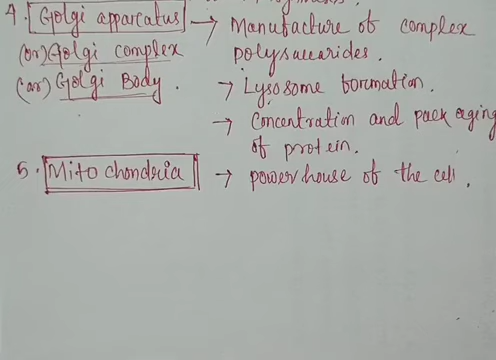 4. Golgi apparatus → Manufacture of complex
(or) Golgi complex polysaccarides.
(or) Golgi Body. → Lysosome formation.
→ Concentration and packaging
of protein.
5. Mitochondria → power house of the cell.